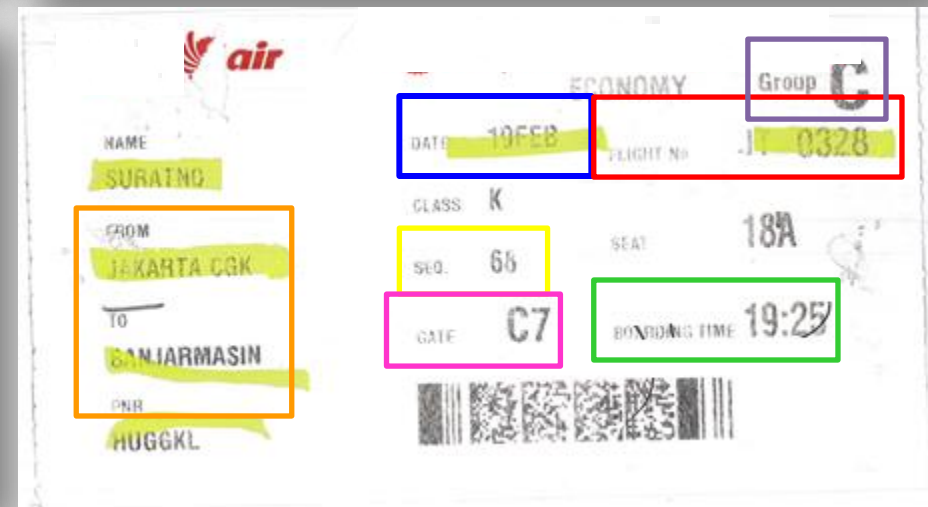 air
ECONOMY
Group C
NAME
SURATNO
FROM
JAKARTA CGK
TO
BANJARMASIN
PNR
HUGGKL
DATE 19FEB
FLIGHT No JT 0328
CLASS K
SEQ. 68
SEAT 18A
GATE C7
BOARDING TIME 19:25